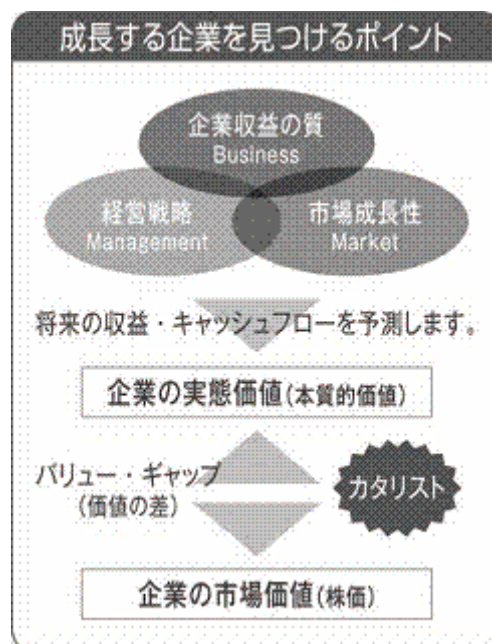 成長する企業を見つけるポイント
企業収益の質
Business
経営戦略
Management
市場成長性
Market
将来の収益・キャッシュフローを予測します。
企業の実態価値(本質的価値)
バリュー・ギャップ
(価値の差)
カタリスト
企業の市場価値(株価)